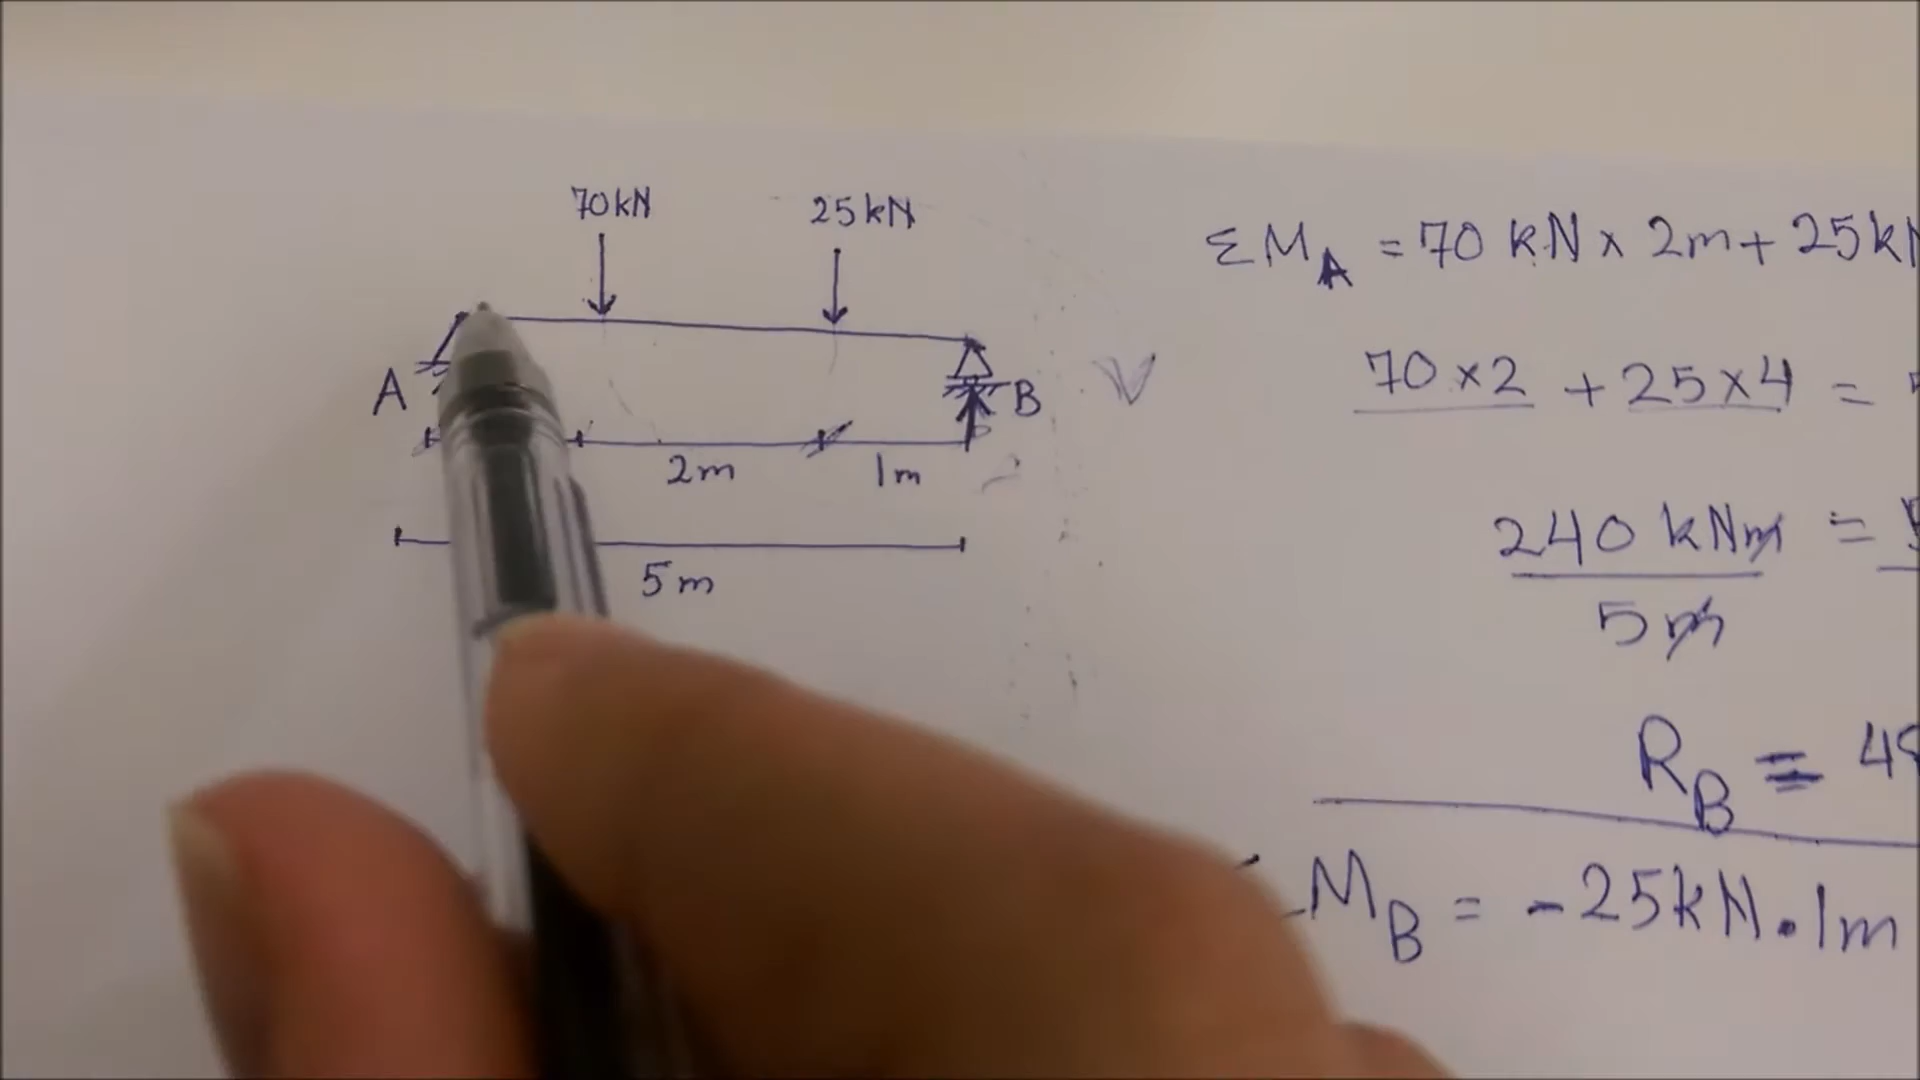 70kN
25kN
A
B
2m
1m
5m
ΣM_A = 70 kN x 2m + 25k
70 x 2 + 25 x 4 =
240 kNm =
5m
R_B = 4
M_B = -25kN.1m